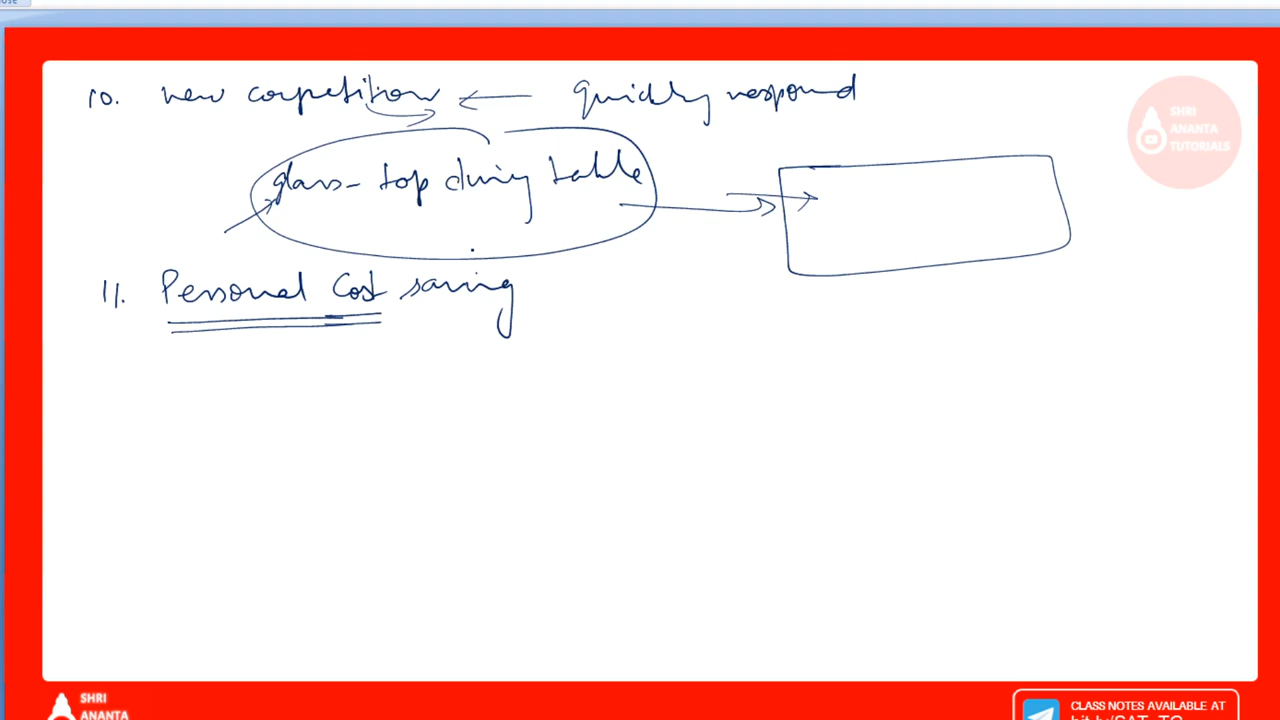 ose
10. new competition ← quickly respond
SHRI
ANANTA
TUTORIALS
glass-top dining table
11. Personal Cost saving
SHRI
ANANTA
CLASS NOTES AVAILABLE AT